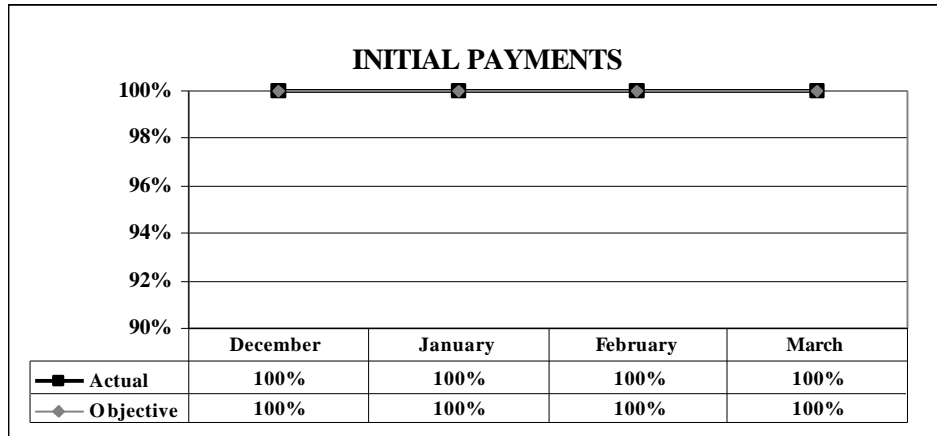 INITIAL PAYMENTS
100%
98%
96%
94%
92%
90%
December January February March
Actual 100% 100% 100% 100%
Objective 100% 100% 100% 100%